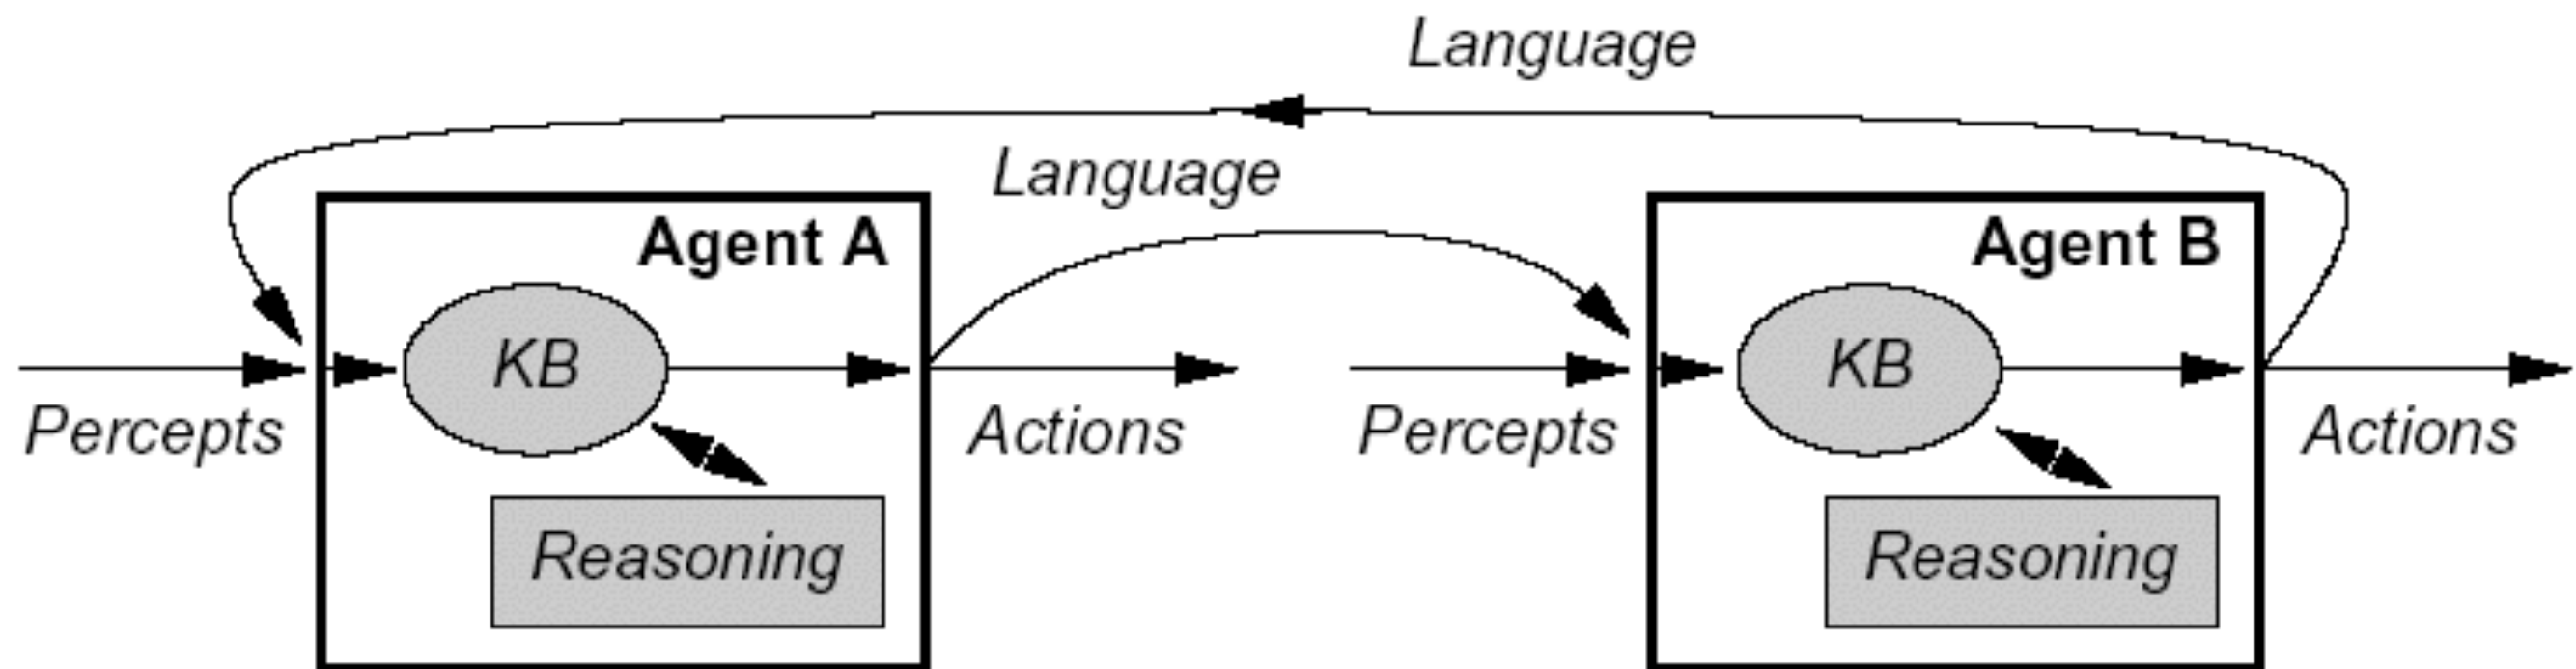 Language
Language
Agent A
Agent B
KB
KB
Percepts
Actions
Percepts
Actions
Reasoning
Reasoning